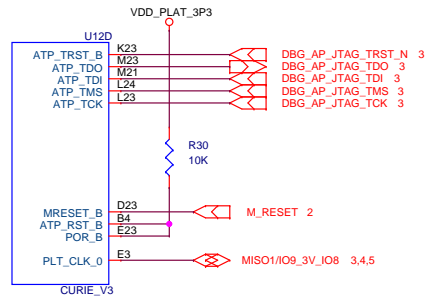 VDD_PLAT_3P3
U12D
ATP_TRST_B K23 DBG_AP_JTAG_TRST_N 3
ATP_TDO M23 DBG_AP_JTAG_TDO 3
ATP_TDI M21 DBG_AP_JTAG_TDI 3
ATP_TMS L24 DBG_AP_JTAG_TMS 3
ATP_TCK L23 DBG_AP_JTAG_TCK 3
R30
10K
MRESET_B D23 M_RESET 2
ATP_RST_B B4
POR_B E23
PLT_CLK_0 E3 MISO1/IO9_3V_IO8 3,4,5
CURIE_V3